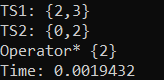 TS1: {2,3}
TS2: {0,2}
Operator* {2}
Time: 0.0019432